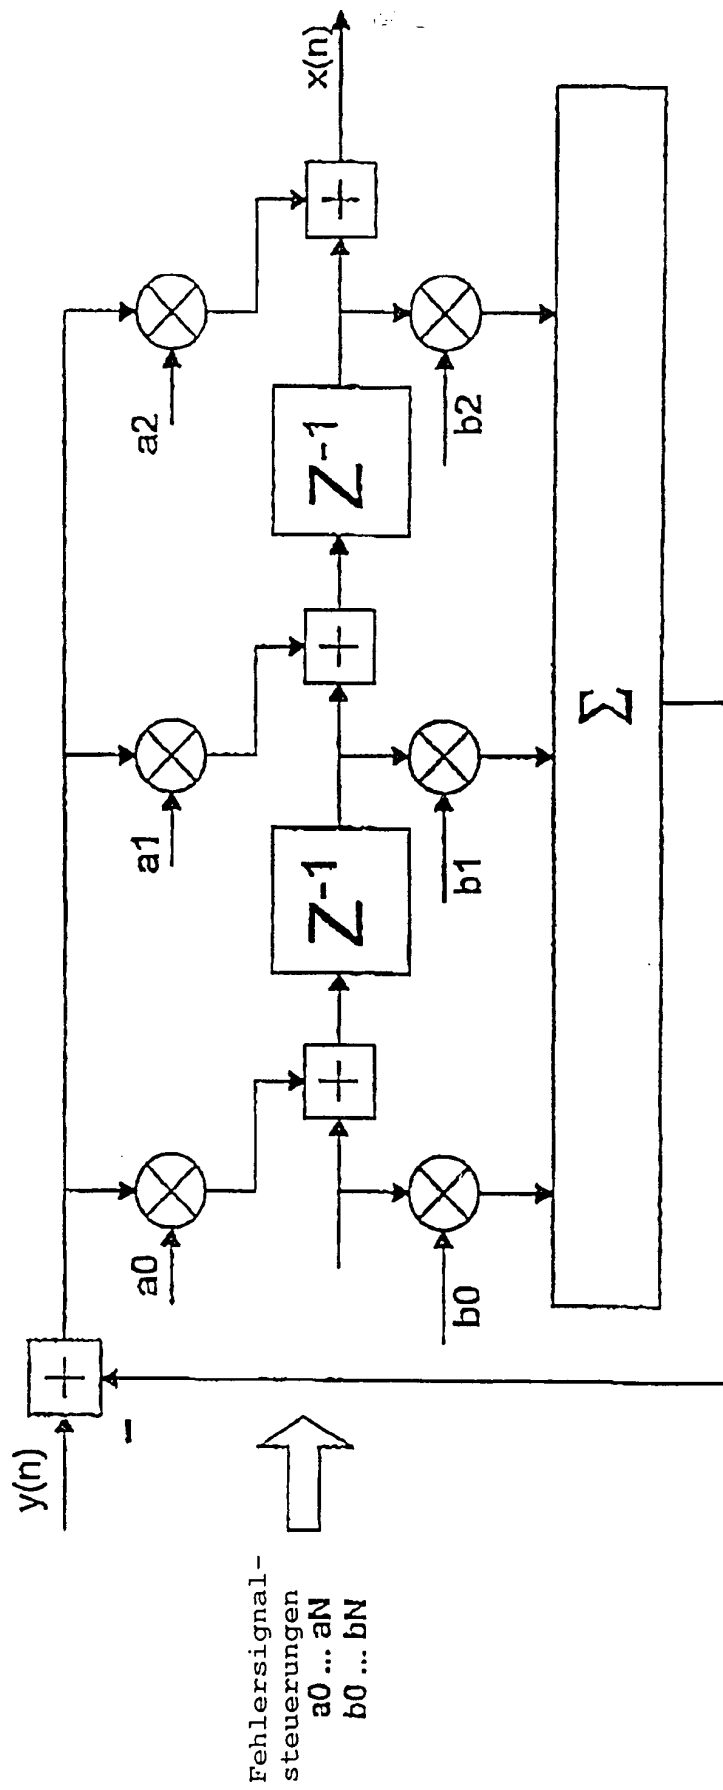 y(n)
a0
a1
a2
x(n)
Z-1
Z-1
b0
b1
b2
Σ
–
Fehlersignal-
steuerungen
a0 ... aN
b0 ... bN